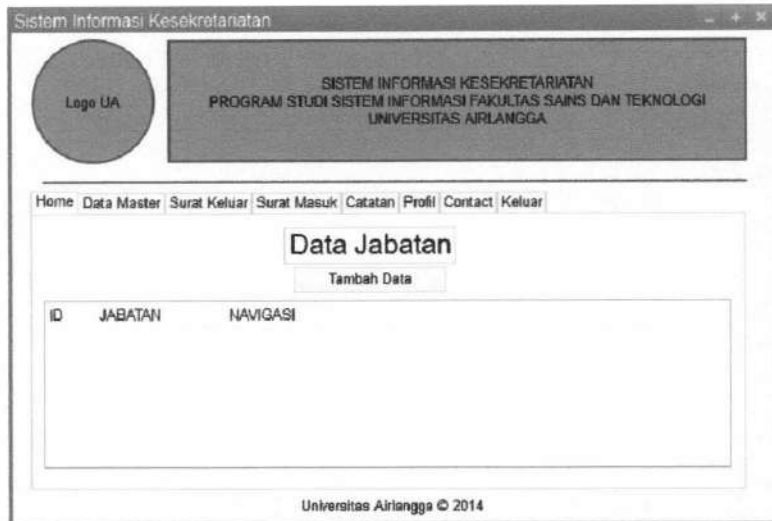 Sistem Informasi Kesekretariatan
Logo UA
SISTEM INFORMASI KESEKRETARIATAN
PROGRAM STUDI SISTEM INFORMASI FAKULTAS SAINS DAN TEKNOLOGI
UNIVERSITAS AIRLANGGA
Home Data Master Surat Keluar Surat Masuk Catatan Profil Contact Keluar
Data Jabatan
Tambah Data
ID JABATAN NAVIGASI
Universitas Airlangga © 2014